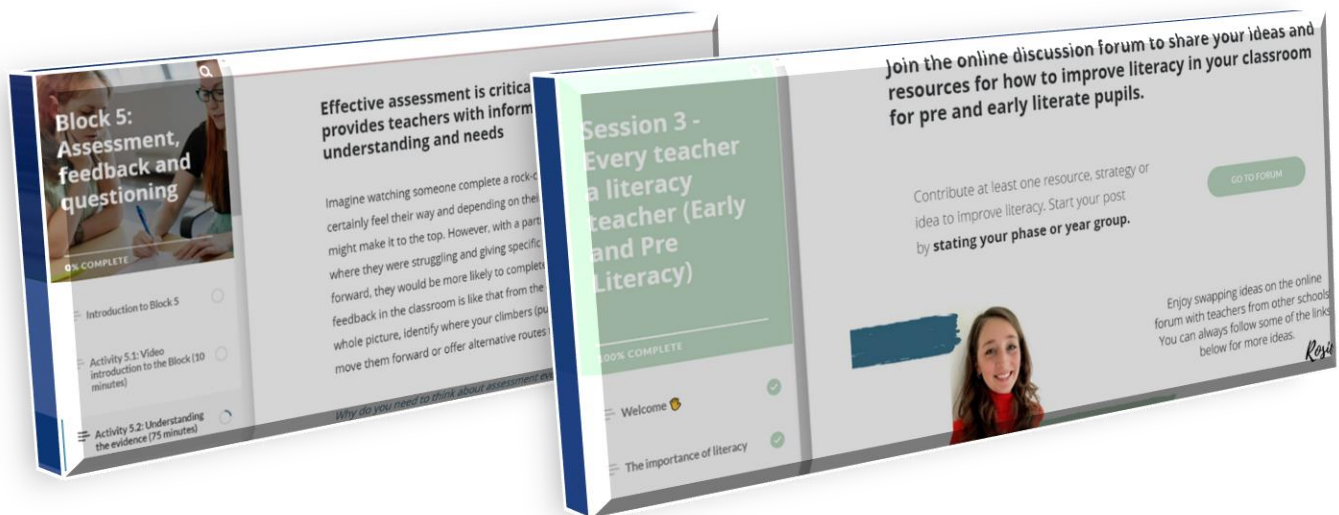 Block 5:
Assessment,
feedback and
questioning
0% COMPLETE
Introduction to Block 5
Activity 5.1: Video
introduction to the Block (10
minutes)
Activity 5.2: Understanding
the evidence (75 minutes)
Effective assessment is critica
provides teachers with inform
understanding and needs
Imagine watching someone complete a rock-c
certainly feel their way and depending on thei
might make it to the top. However, with a part
where they were struggling and giving specific
forward, they would be more likely to complete
feedback in the classroom is like that from the
whole picture, identify where your climbers (pu
move them forward or offer alternative routes
Why do you need to think about assessment eve
Session 3 -
Every teacher
a literacy
teacher (Early
and Pre
Literacy)
100% COMPLETE
Welcome
The importance of literacy
Join the online discussion forum to share your ideas and
resources for how to improve literacy in your classroom
for pre and early literate pupils.
Contribute at least one resource, strategy or
idea to improve literacy. Start your post
by stating your phase or year group.
GO TO FORUM
Enjoy swapping ideas on the online
forum with teachers from other schools
You can always follow some of the links
below for more ideas.
Rosie